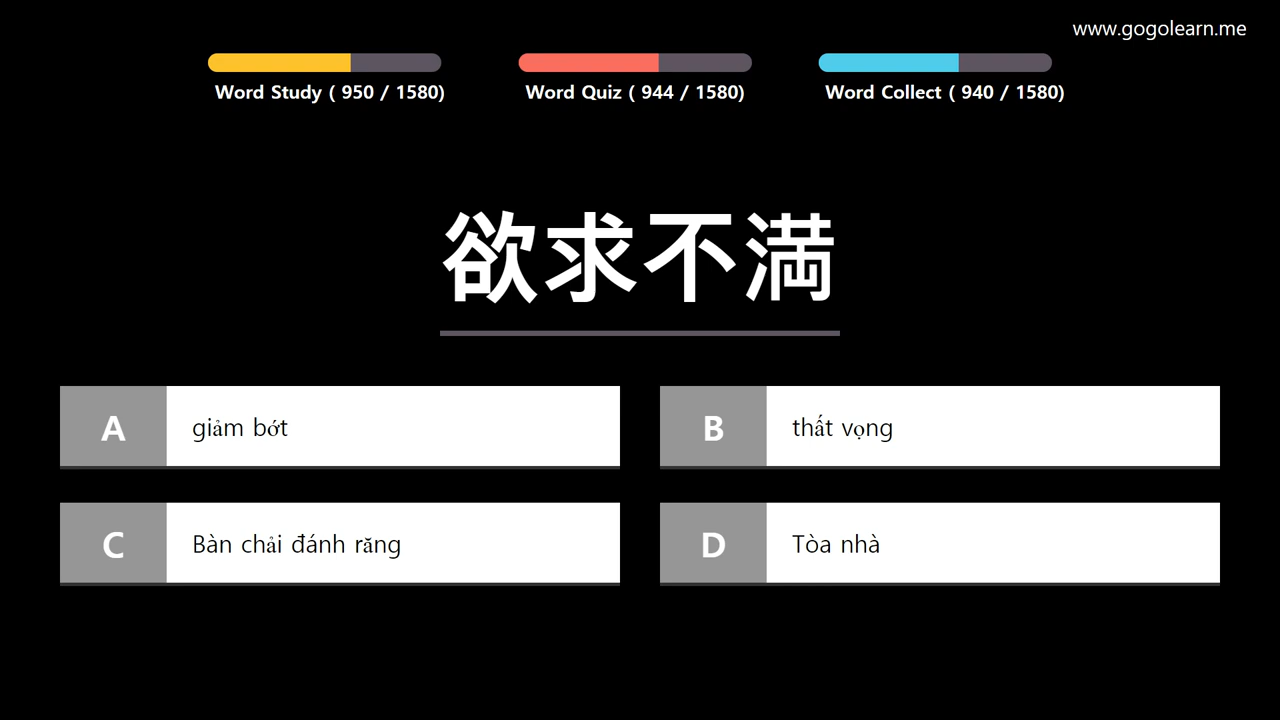 www.gogolearn.me
Word Study ( 950 / 1580)
Word Quiz ( 944 / 1580)
Word Collect ( 940 / 1580)
欲求不満
A giảm bớt
B thất vọng
C Bàn chải đánh răng
D Tòa nhà